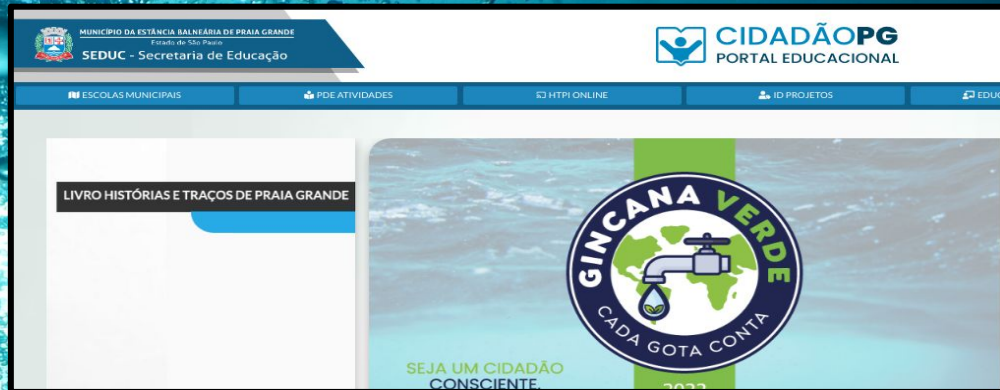 MUNICÍPIO DA ESTÂNCIA BALNEÁRIA DE PRAIA GRANDE
Estado de São Paulo
SEDUC - Secretaria de Educação
CIDADÃOPG
PORTAL EDUCACIONAL
ESCOLAS MUNICIPAIS
PDE ATIVIDADES
HTPI ONLINE
ID PROJETOS
LIVRO HISTÓRIAS E TRAÇOS DE PRAIA GRANDE
GINCANA VERDE
CADA GOTA CONTA
SEJA UM CIDADÃO
CONSCIENTE.